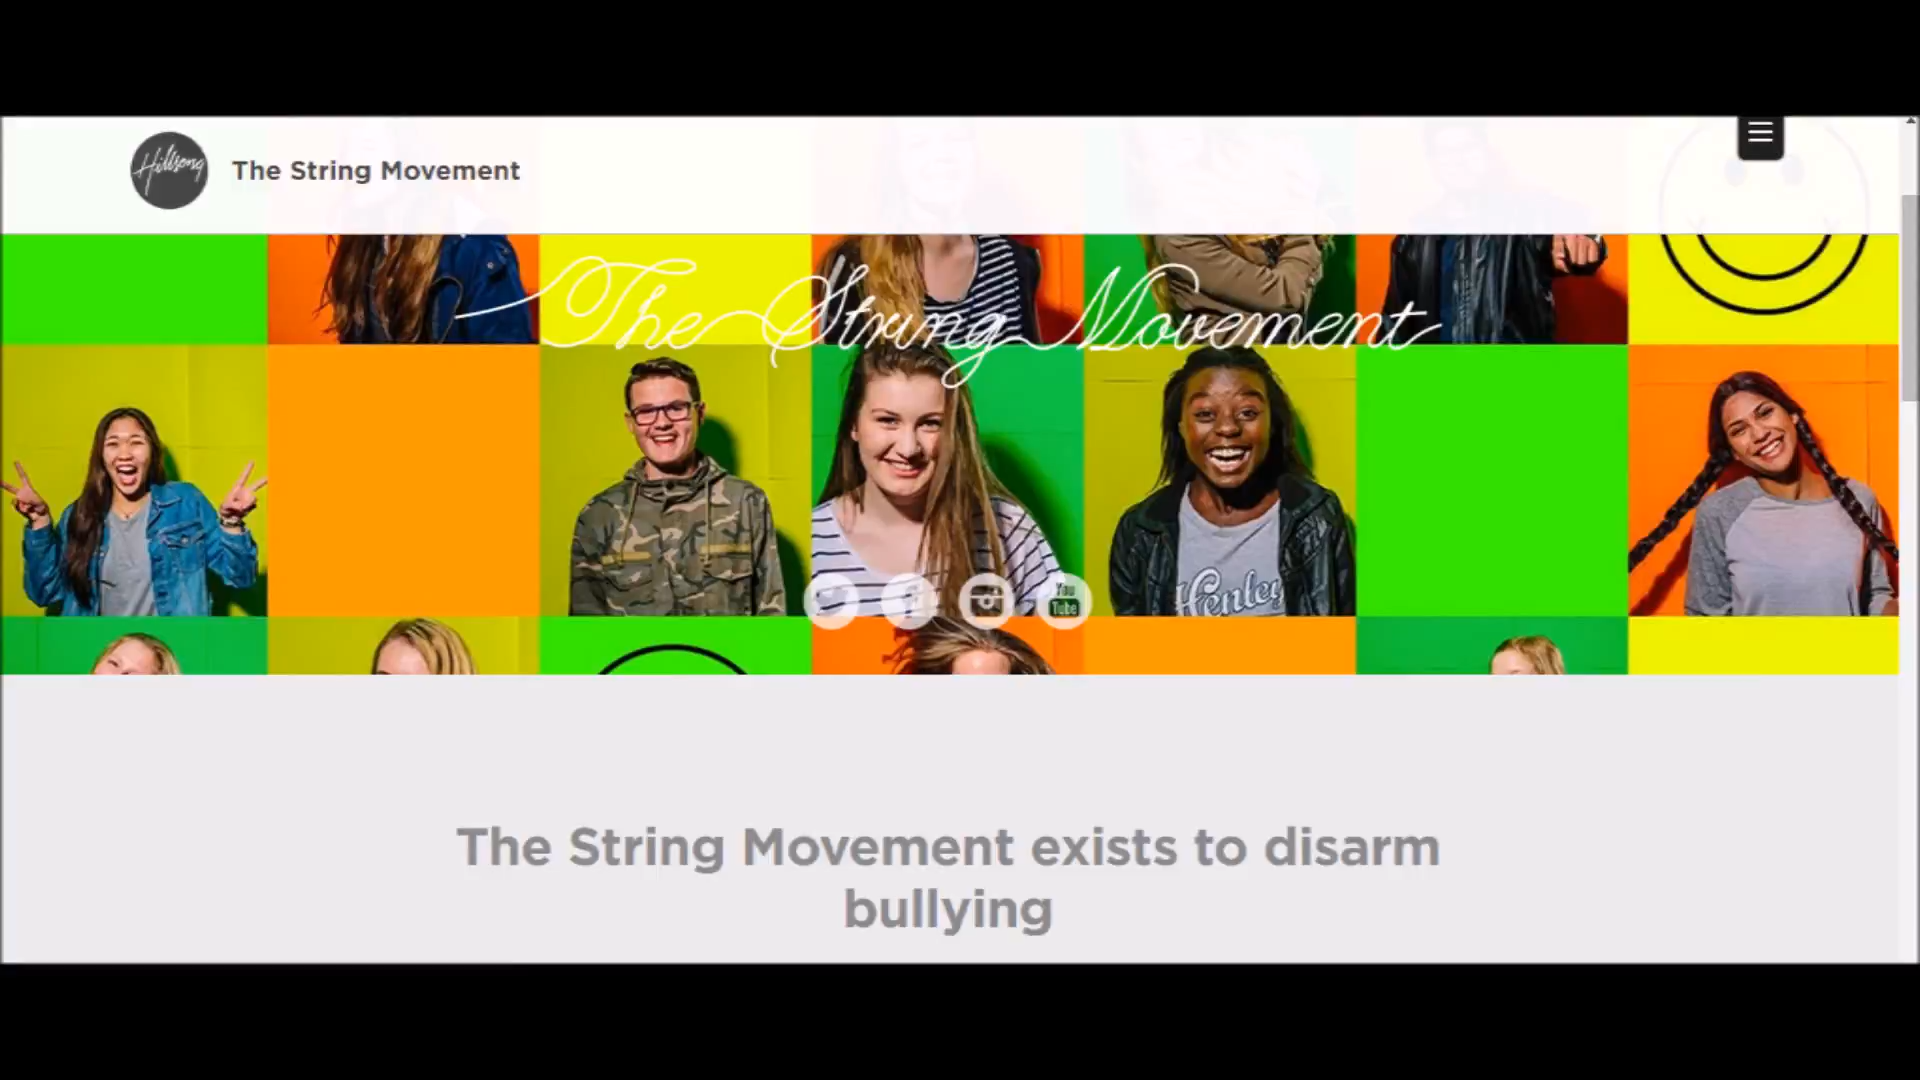 Hillsong
The String Movement
The String Movement
Henley
You
Tube
The String Movement exists to disarm
bullying